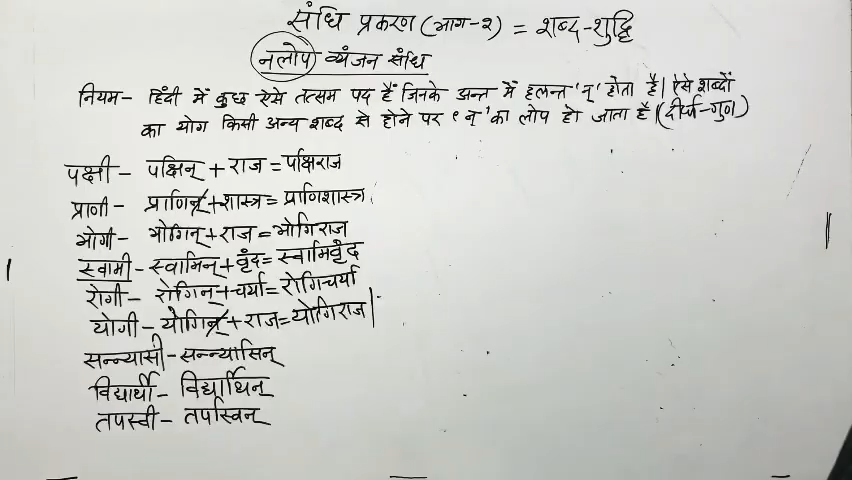 संधि प्रकरण (भाग-२) = शब्द-शुद्धि
नलोप व्यंजन संधि
नियम- हिंदी में कुछ ऐसे तत्सम पद हैं जिनके अन्त में हलन्त 'न्' होता है। ऐसे शब्दों
का योग किसी अन्य शब्द से होने पर 'न्' का लोप हो जाता है। (दीर्घ-गुण)
पक्षी - पक्षिन् + राज = पक्षिराज
प्राणी - प्राणिन् + शास्त्र = प्राणिशास्त्र
भोगी - भोगिन् + राज = भोगिराज
स्वामी - स्वामिन् + वृंद = स्वामिवृंद
रोगी - रोगिन् + चर्या = रोगिचर्या
योगी - योगिन् + राज = योगिराज
सन्न्यासी - सन्न्यासिन्
विद्यार्थी - विद्यार्थिन्
तपस्वी - तपस्विन्